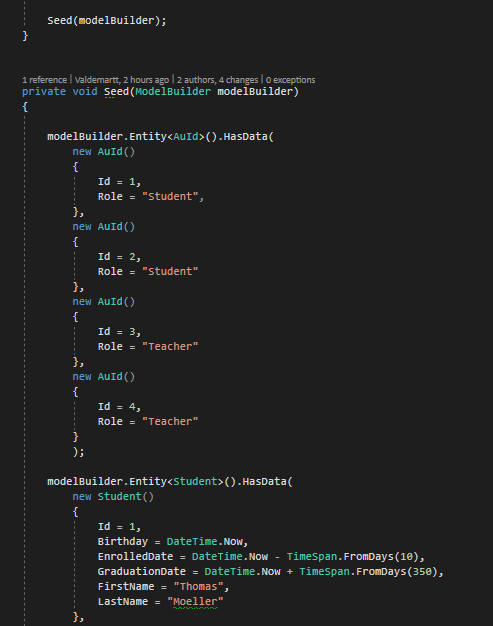 Seed(modelBuilder);
}
1 reference | Valdemartt, 2 hours ago | 2 authors, 4 changes | 0 exceptions
private void Seed(ModelBuilder modelBuilder)
{
modelBuilder.Entity<AuId>().HasData(
new AuId()
{
Id = 1,
Role = "Student",
},
new AuId()
{
Id = 2,
Role = "Student"
},
new AuId()
{
Id = 3,
Role = "Teacher"
},
new AuId()
{
Id = 4,
Role = "Teacher"
}
);
modelBuilder.Entity<Student>().HasData(
new Student()
{
Id = 1,
Birthday = DateTime.Now,
EnrolledDate = DateTime.Now - TimeSpan.FromDays(10),
GraduationDate = DateTime.Now + TimeSpan.FromDays(350),
FirstName = "Thomas",
LastName = "Moeller"
},